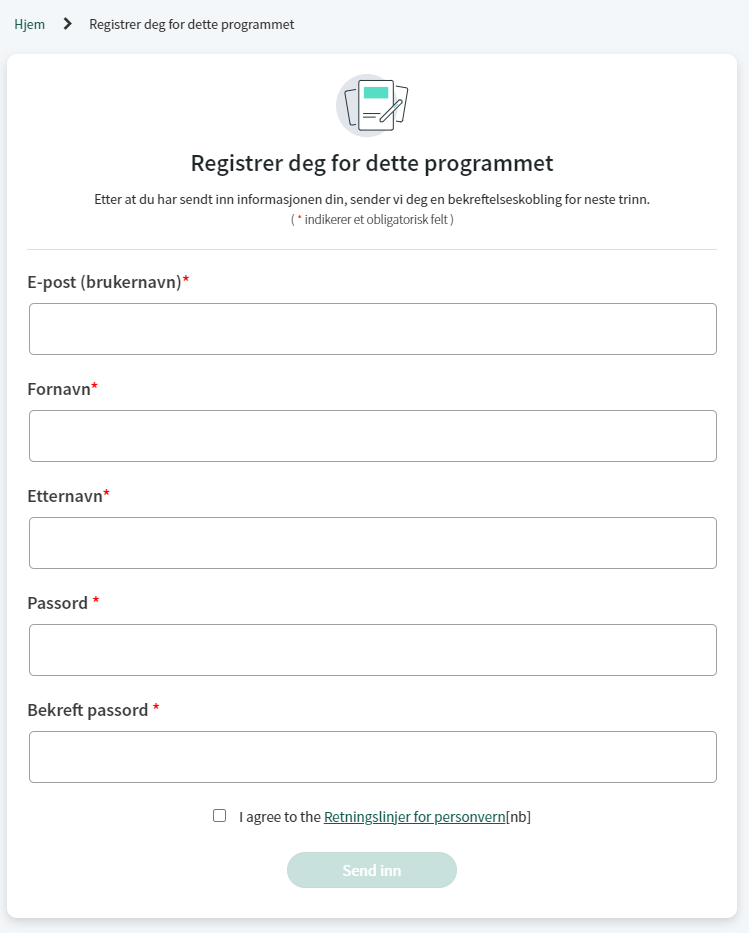 Hjem > Registrer deg for dette programmet
Registrer deg for dette programmet
Etter at du har sendt inn informasjonen din, sender vi deg en bekreftelseskobling for neste trinn.
( * indikerer et obligatorisk felt )
E-post (brukernavn)*
Fornavn*
Etternavn*
Passord *
Bekreft passord *
I agree to the Retningslinjer for personvern[nb]
Send inn